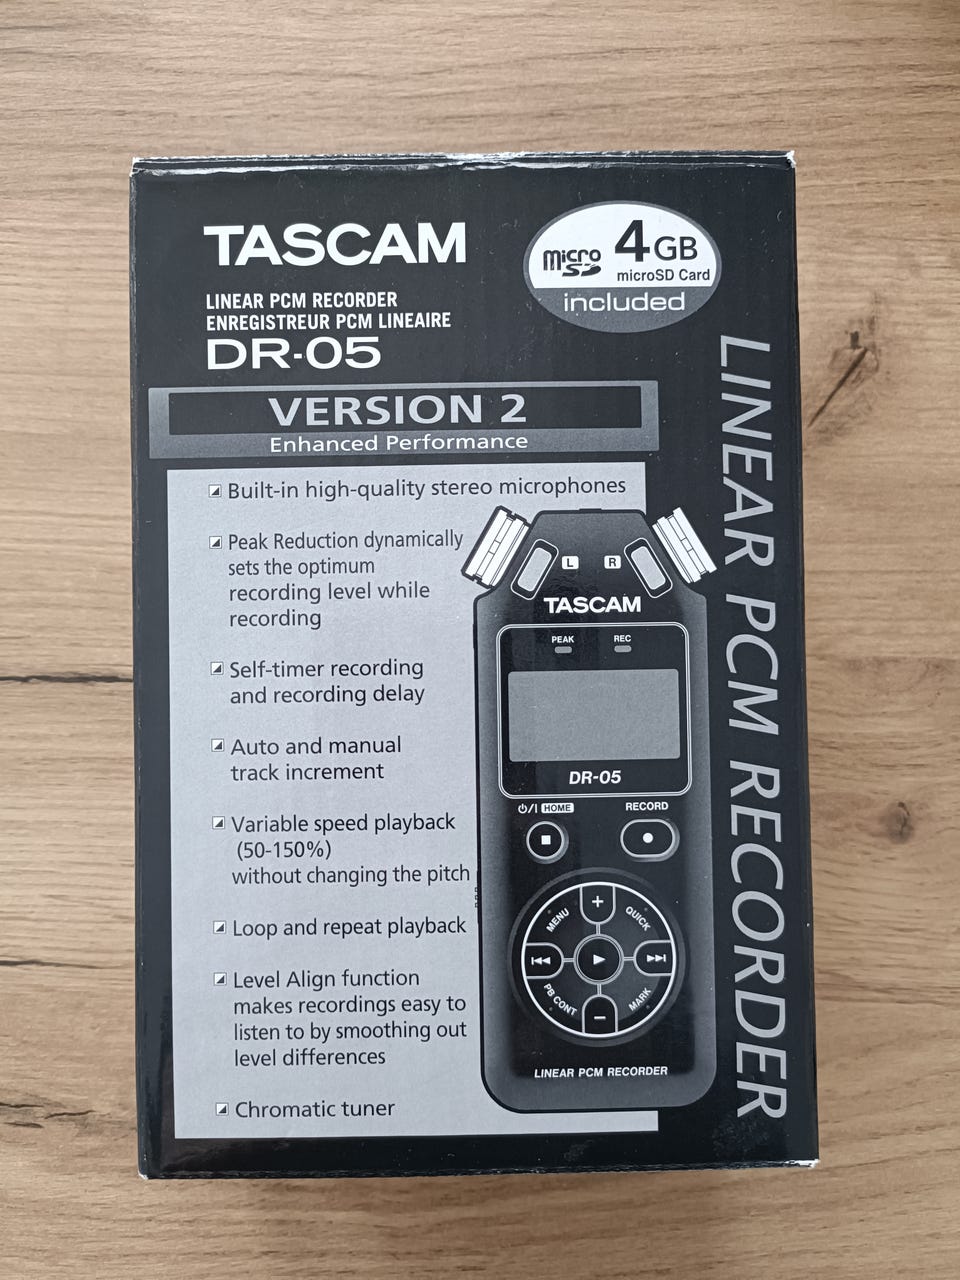 TASCAM
LINEAR PCM RECORDER
ENREGISTREUR PCM LINEAIRE
DR-05
micro SD
4GB
microSD Card
included
VERSION 2
Enhanced Performance
Built-in high-quality stereo microphones
Peak Reduction dynamically
sets the optimum
recording level while
recording
Self-timer recording
and recording delay
Auto and manual
track increment
Variable speed playback
(50-150%)
without changing the pitch
Loop and repeat playback
Level Align function
makes recordings easy to
listen to by smoothing out
level differences
Chromatic tuner
L R
TASCAM
PEAK REC
DR-05
⏻/I HOME RECORD
MENU + QUICK
PB CONT − MARK
LINEAR PCM RECORDER
LINEAR PCM RECORDER